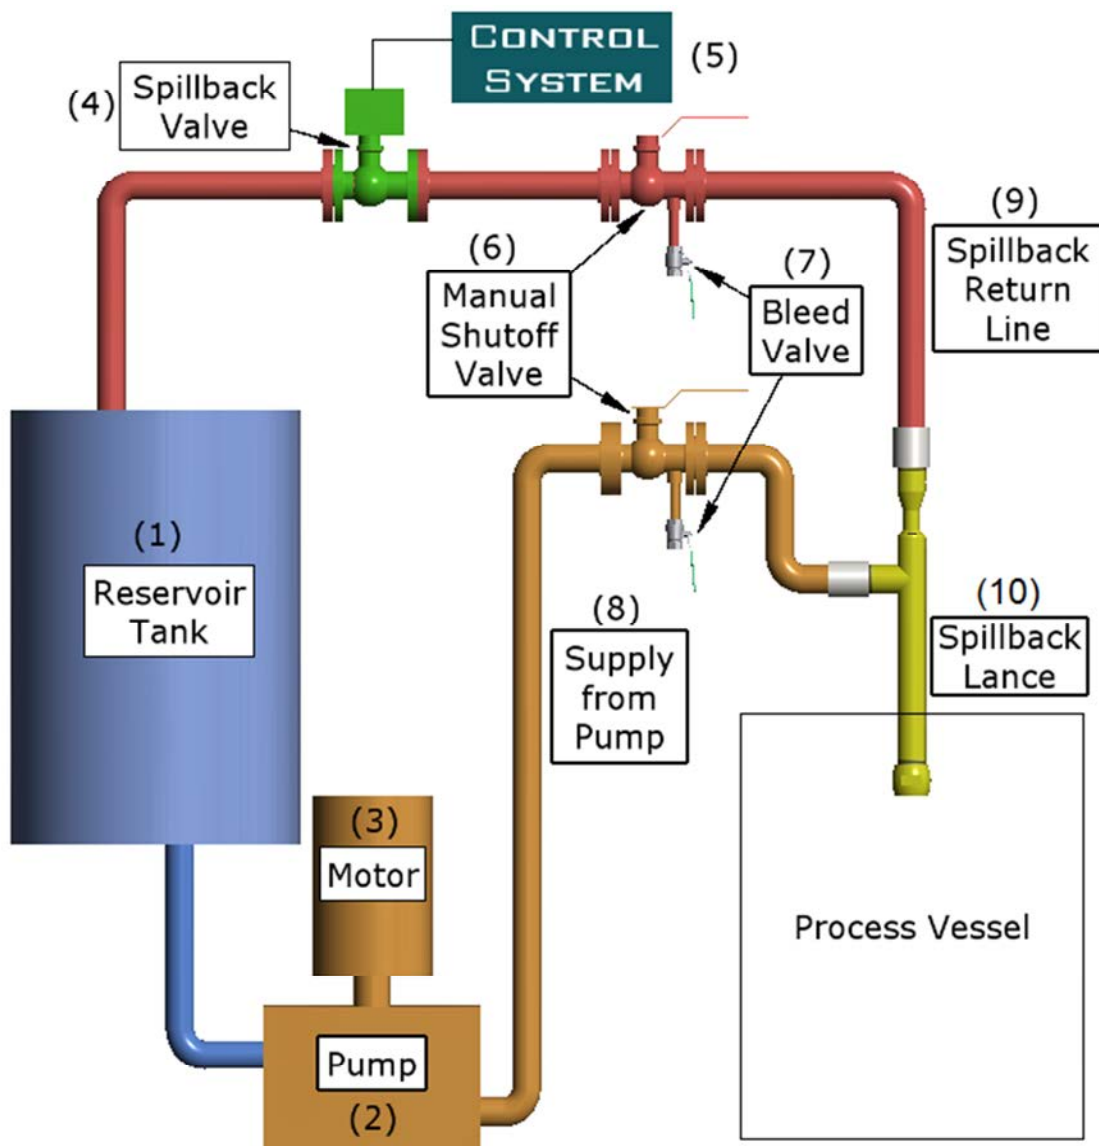 CONTROL
SYSTEM
(5)
(4)
Spillback
Valve
(6)
Manual
Shutoff
Valve
(7)
Bleed
Valve
(9)
Spillback
Return
Line
(1)
Reservoir
Tank
(8)
Supply
from
Pump
(10)
Spillback
Lance
(3)
Motor
Process Vessel
Pump
(2)